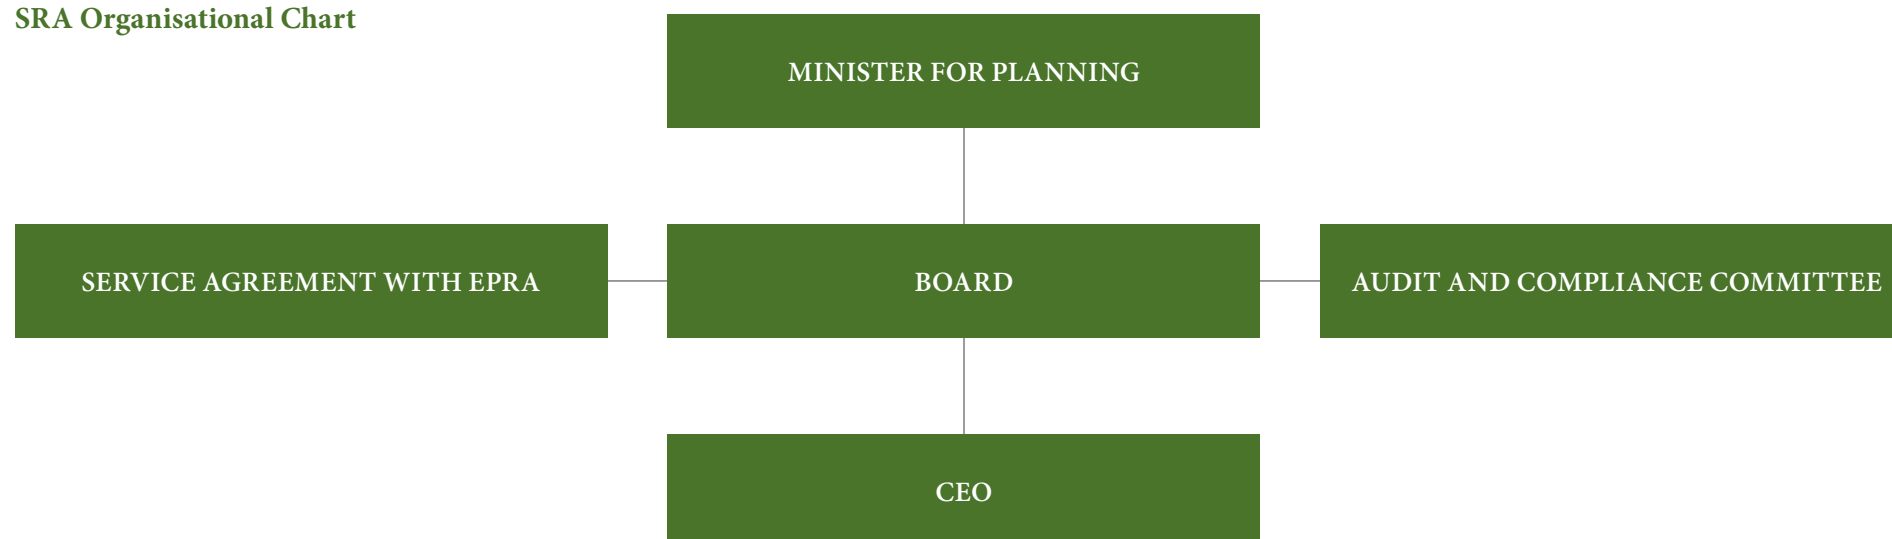 SRA Organisational Chart
MINISTER FOR PLANNING
SERVICE AGREEMENT WITH EPRA
BOARD
AUDIT AND COMPLIANCE COMMITTEE
CEO